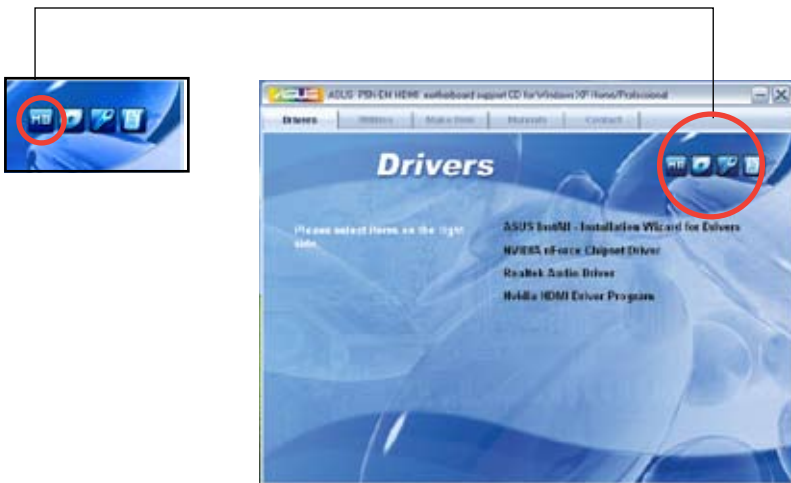 MB
ASUS P5N-EM HDMI motherboard support CD for Windows XP Home/Professional
Drivers Utilities Make Disk Manuals Contact
Drivers
MB
Please select items on the right
side.
ASUS InstAll - Installation Wizard for Drivers
NVIDIA nForce Chipset Driver
Realtek Audio Driver
Nvidia HDMI Driver Program